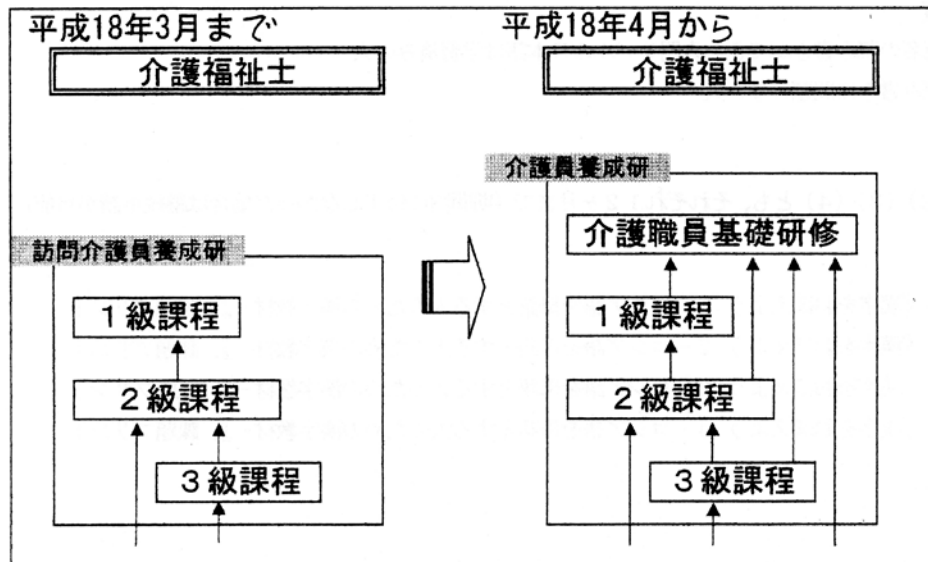 平成18年3月まで
介護福祉士
訪問介護員養成研
1級課程
2級課程
3級課程
平成18年4月から
介護福祉士
介護員養成研
介護職員基礎研修
1級課程
2級課程
3級課程